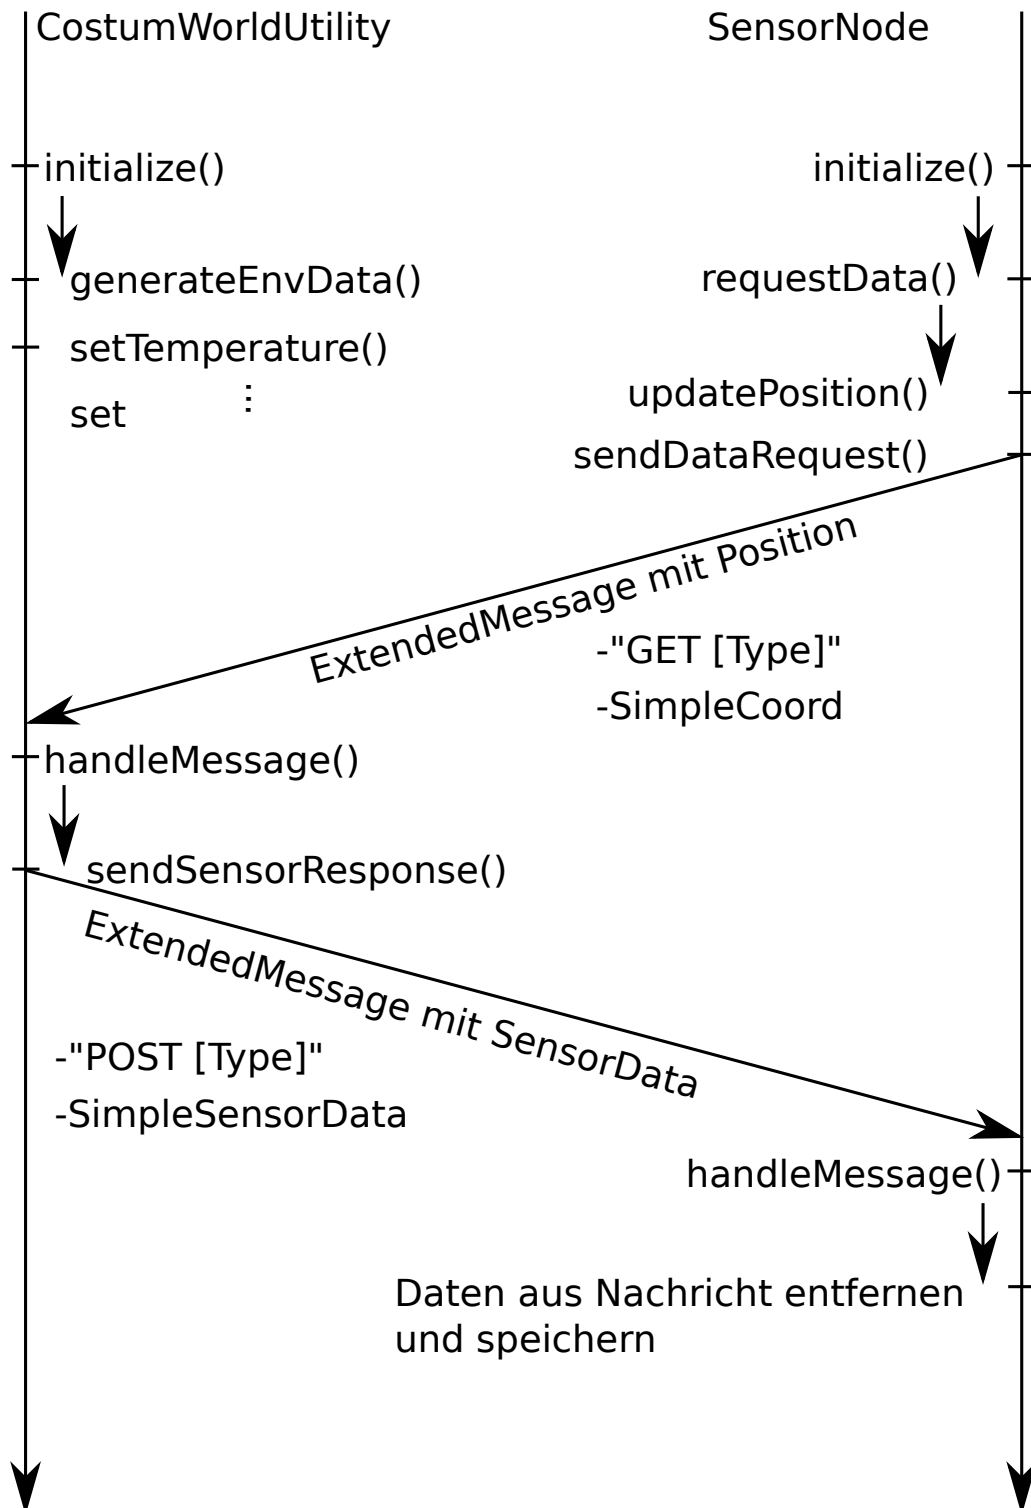 CostumWorldUtility
SensorNode
initialize()
initialize()
generateEnvData()
requestData()
setTemperature()
updatePosition()
set
⋮
sendDataRequest()
ExtendedMessage mit Position
-"GET [Type]"
-SimpleCoord
handleMessage()
sendSensorResponse()
ExtendedMessage mit SensorData
-"POST [Type]"
-SimpleSensorData
handleMessage()
Daten aus Nachricht entfernen
und speichern